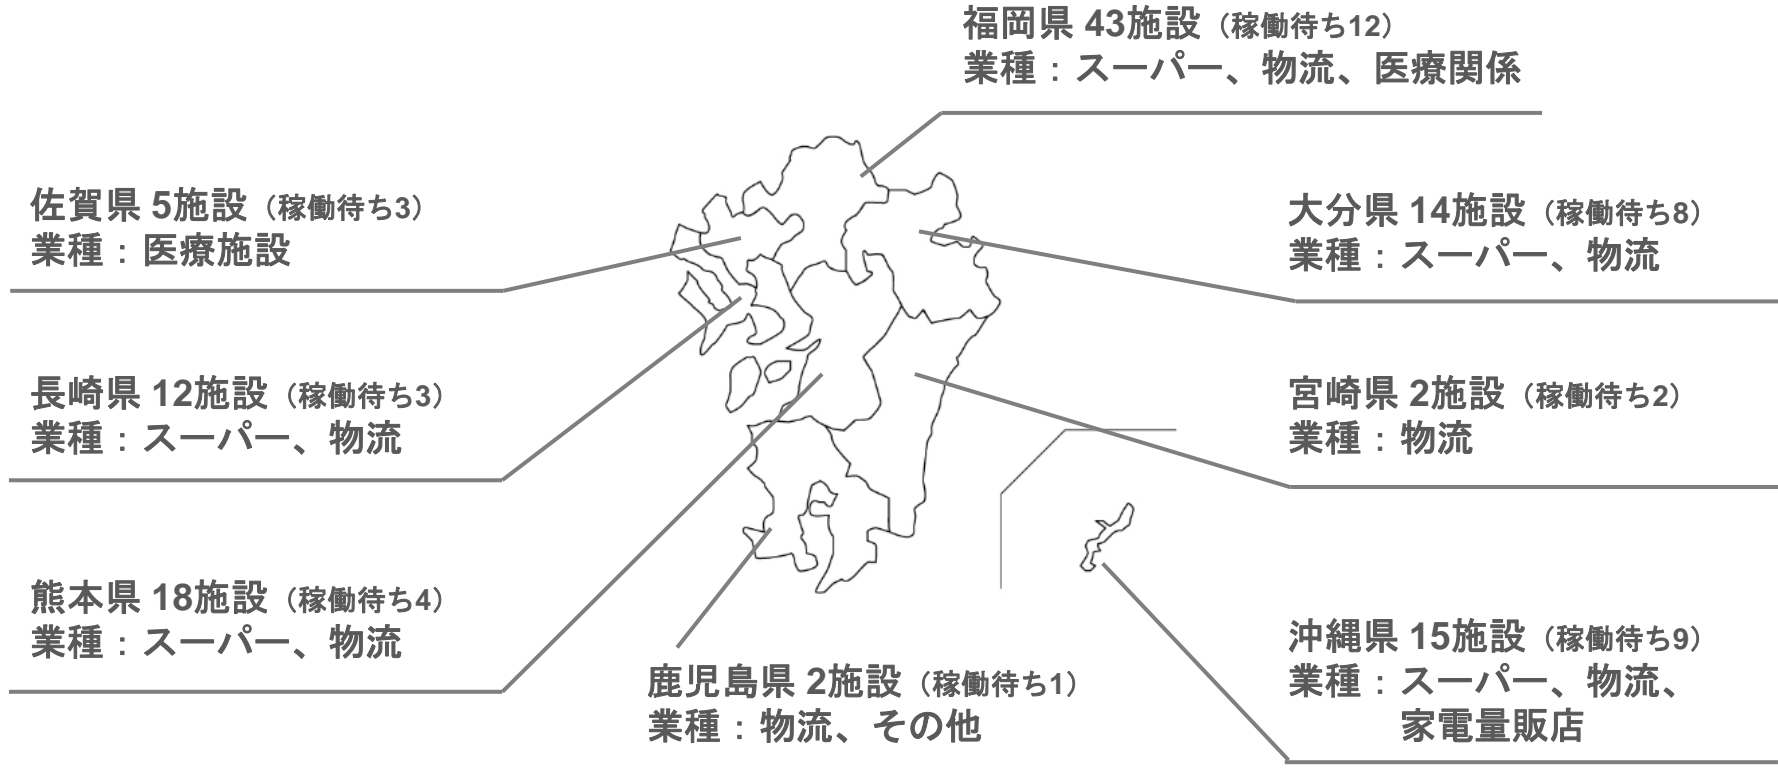 福岡県 43施設（稼働待ち12）
業種：スーパー、物流、医療関係
佐賀県 5施設（稼働待ち3）
業種：医療施設
大分県 14施設（稼働待ち8）
業種：スーパー、物流
長崎県 12施設（稼働待ち3）
業種：スーパー、物流
宮崎県 2施設（稼働待ち2）
業種：物流
熊本県 18施設（稼働待ち4）
業種：スーパー、物流
鹿児島県 2施設（稼働待ち1）
業種：物流、その他
沖縄県 15施設（稼働待ち9）
業種：スーパー、物流、
家電量販店